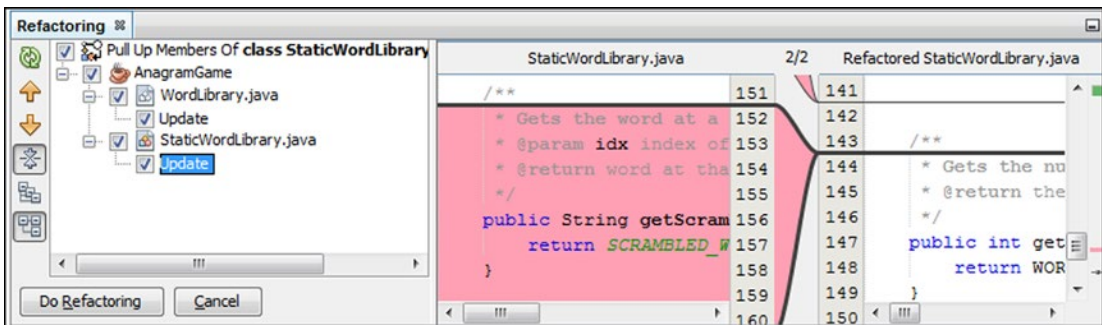 Refactoring
Pull Up Members Of class StaticWordLibrary
AnagramGame
WordLibrary.java
Update
StaticWordLibrary.java
Update
Do Refactoring
Cancel
StaticWordLibrary.java
2/2
Refactored StaticWordLibrary.java
/** 151
* Gets the word at a 152
* @param idx index of 153
* @return word at tha 154
*/ 155
public String getScram 156
return SCRAMBLED_W 157
} 158
159
160
141
142
143 /**
144 * Gets the nu
145 * @return the
146 */
147 public int get
148 return WOR
149 }
150